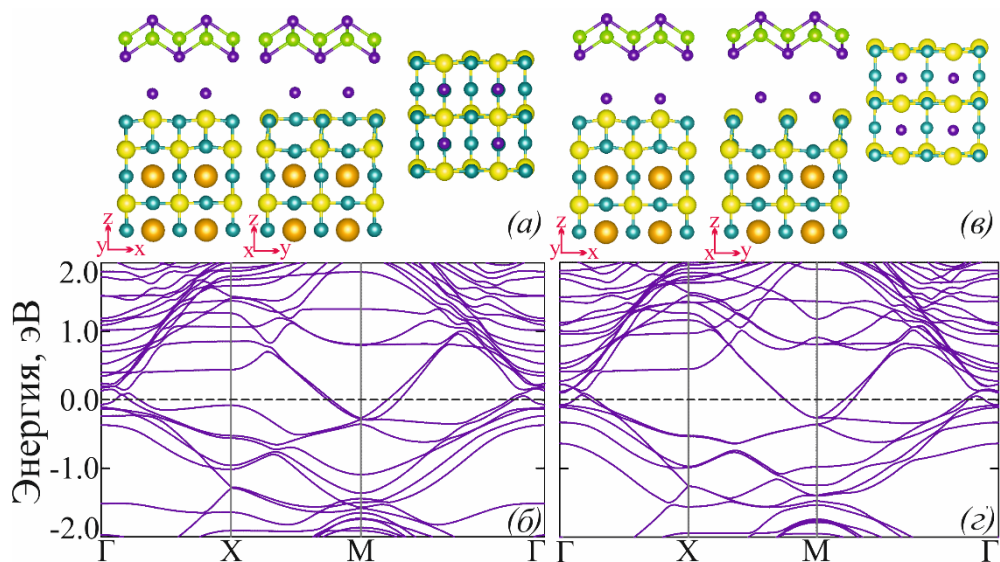 z z (а) z z (в)
y x x y y x x y
2.0
1.0
0.0
-1.0
-2.0
Энергия, эВ
(б) (г)
Γ X M Γ X M Γ